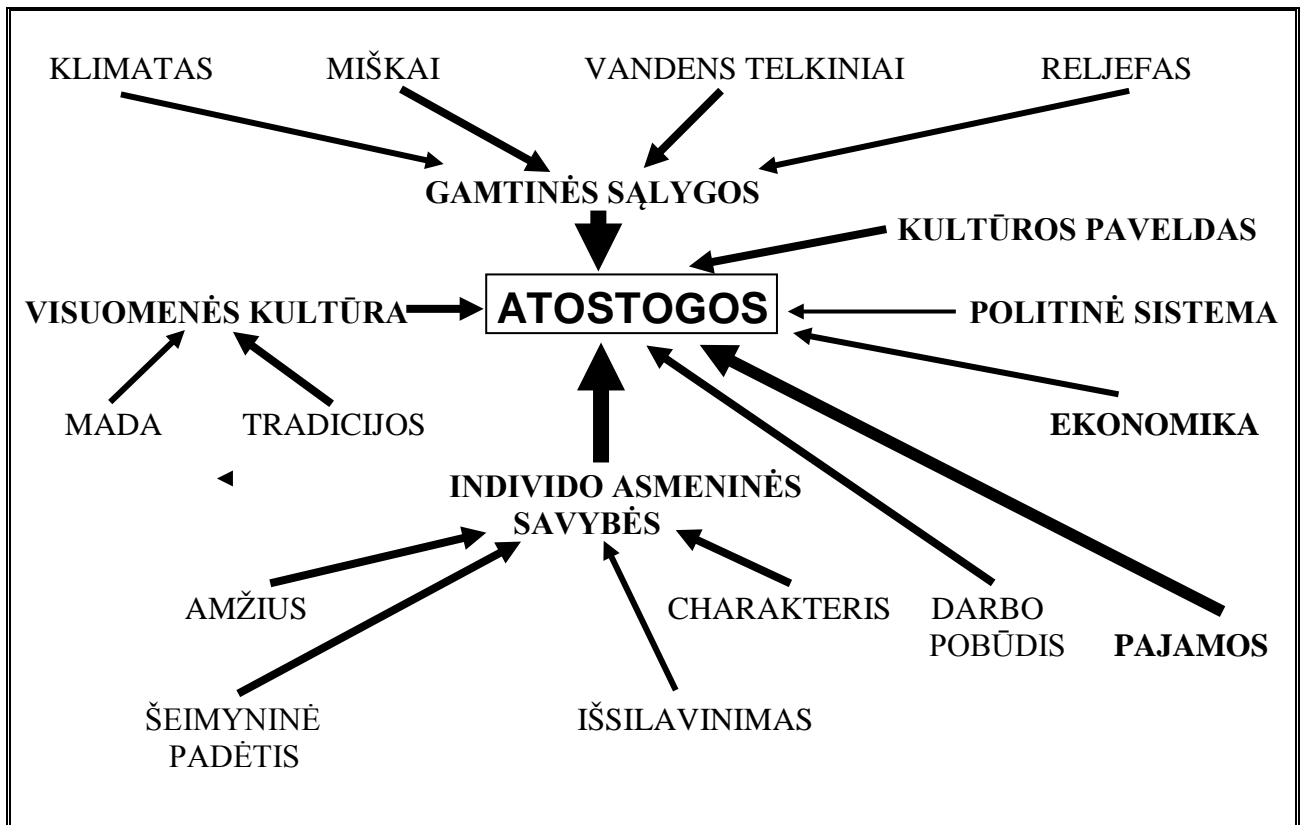 KLIMATAS MIŠKAI VANDENS TELKINIAI RELJEFAS
GAMTINĖS SĄLYGOS
KULTŪROS PAVELDAS
VISUOMENĖS KULTŪRA ATOSTOGOS POLITINĖ SISTEMA
MADA TRADICIJOS EKONOMIKA
INDIVIDO ASMENINĖS
SAVYBĖS
AMŽIUS CHARAKTERIS DARBO
POBŪDIS PAJAMOS
ŠEIMYNINĖ IŠSILAVINIMAS
PADĖTIS